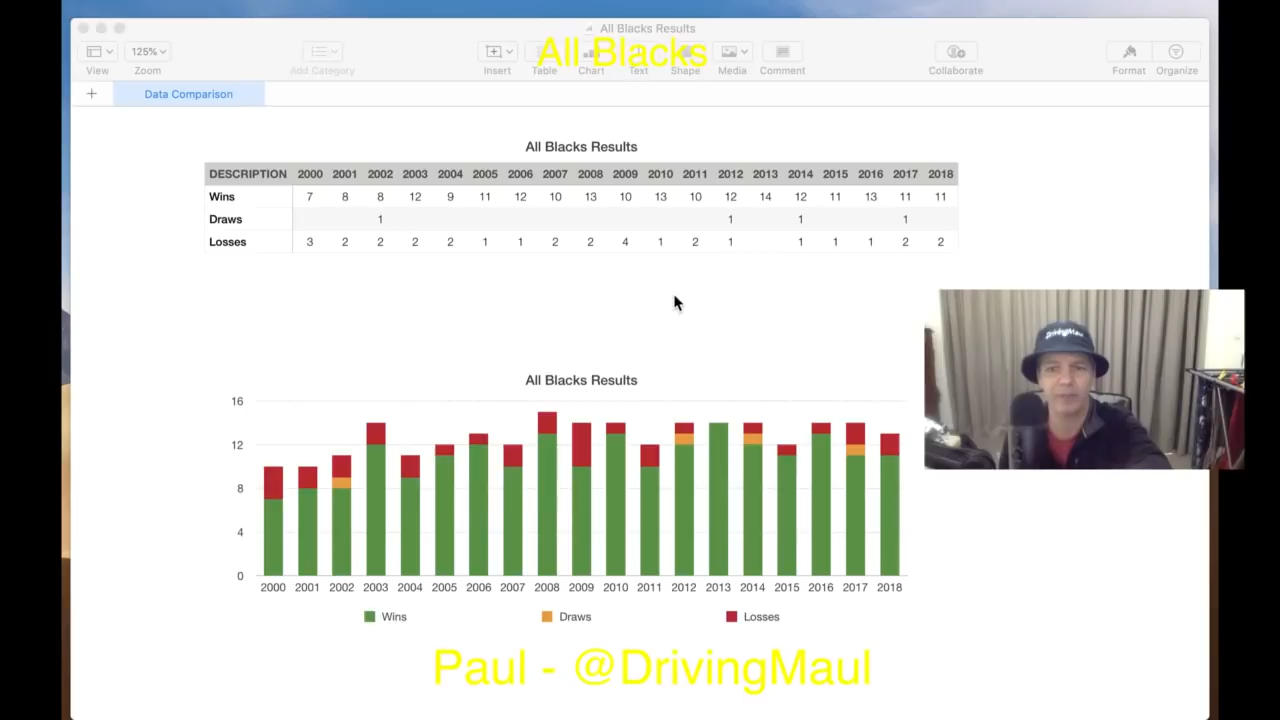 All Blacks Results
125%
View
Zoom
Add Category
Insert
Table
Chart
Text
Shape
Media
Comment
Collaborate
Format
Organize
All Blacks
+
Data Comparison
All Blacks Results
DESCRIPTION 2000 2001 2002 2003 2004 2005 2006 2007 2008 2009 2010 2011 2012 2013 2014 2015 2016 2017 2018
Wins 7 8 8 12 9 11 12 10 13 10 13 10 12 14 12 11 13 11 11
Draws 1 1 1 1
Losses 3 2 2 2 2 1 1 2 2 4 1 2 1 1 1 1 2 2
All Blacks Results
16
12
8
4
0
2000 2001 2002 2003 2004 2005 2006 2007 2008 2009 2010 2011 2012 2013 2014 2015 2016 2017 2018
Wins Draws Losses
DrivingMaul
Paul - @DrivingMaul